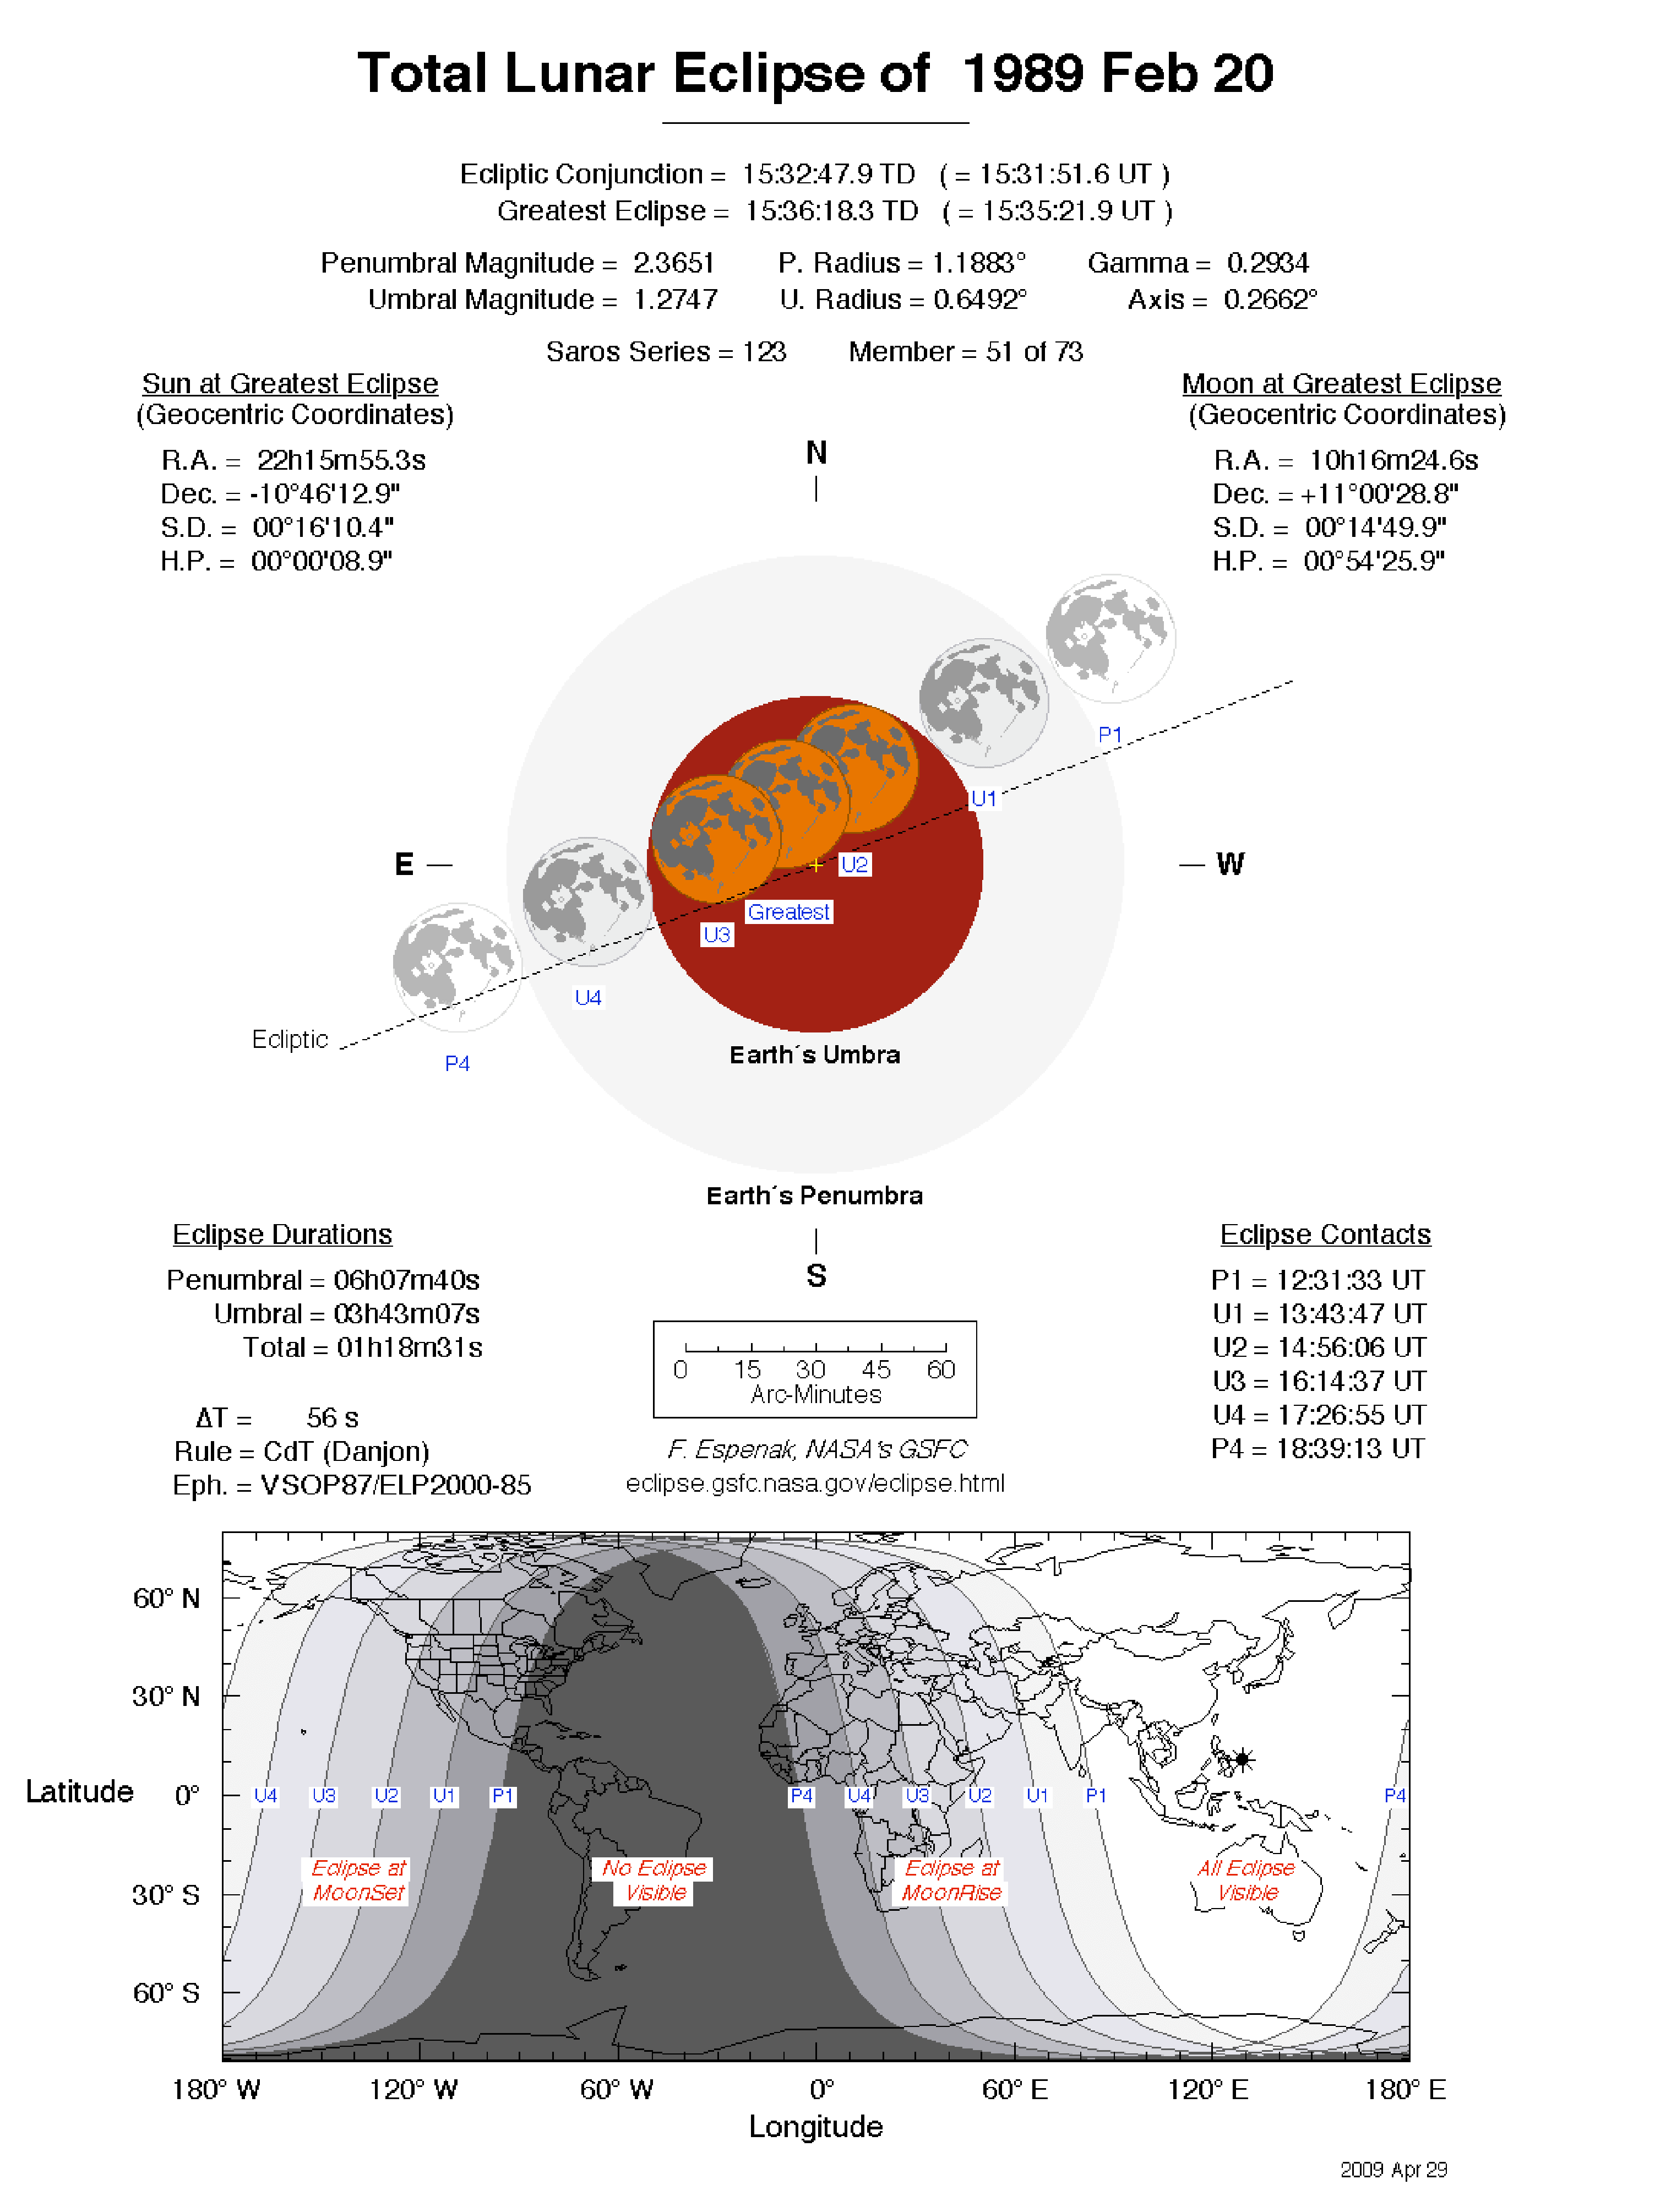 Total Lunar Eclipse of 1989 Feb 20
Ecliptic Conjunction = 15:32:47.9 TD ( = 15:31:51.6 UT )
Greatest Eclipse = 15:36:18.3 TD ( = 15:35:21.9 UT )
Penumbral Magnitude = 2.3651 P. Radius = 1.1883° Gamma = 0.2934
Umbral Magnitude = 1.2747 U. Radius = 0.6492° Axis = 0.2662°
Saros Series = 123 Member = 51 of 73
Sun at Greatest Eclipse
(Geocentric Coordinates)
R.A. = 22h15m55.3s
Dec. = -10°46'12.9"
S.D. = 00°16'10.4"
H.P. = 00°00'08.9"
Moon at Greatest Eclipse
(Geocentric Coordinates)
R.A. = 10h16m24.6s
Dec. = +11°00'28.8"
S.D. = 00°14'49.9"
H.P. = 00°54'25.9"
N
P1
U1
E
W
U2
Greatest
U3
U4
Ecliptic
P4
Earth´s Umbra
Earth´s Penumbra
S
Eclipse Durations
Penumbral = 06h07m40s
Umbral = 03h43m07s
Total = 01h18m31s
ΔT = 56 s
Rule = CdT (Danjon)
Eph. = VSOP87/ELP2000-85
0 15 30 45 60
Arc-Minutes
F. Espenak, NASA's GSFC
eclipse.gsfc.nasa.gov/eclipse.html
Eclipse Contacts
P1 = 12:31:33 UT
U1 = 13:43:47 UT
U2 = 14:56:06 UT
U3 = 16:14:37 UT
U4 = 17:26:55 UT
P4 = 18:39:13 UT
60° N
30° N
Latitude 0°
30° S
60° S
U4 U3 U2 U1 P1 P4 U4 U3 U2 U1 P1 P4
Eclipse at
MoonSet
No Eclipse
Visible
Eclipse at
MoonRise
All Eclipse
Visible
180° W 120° W 60° W 0° 60° E 120° E 180° E
Longitude
2009 Apr 29